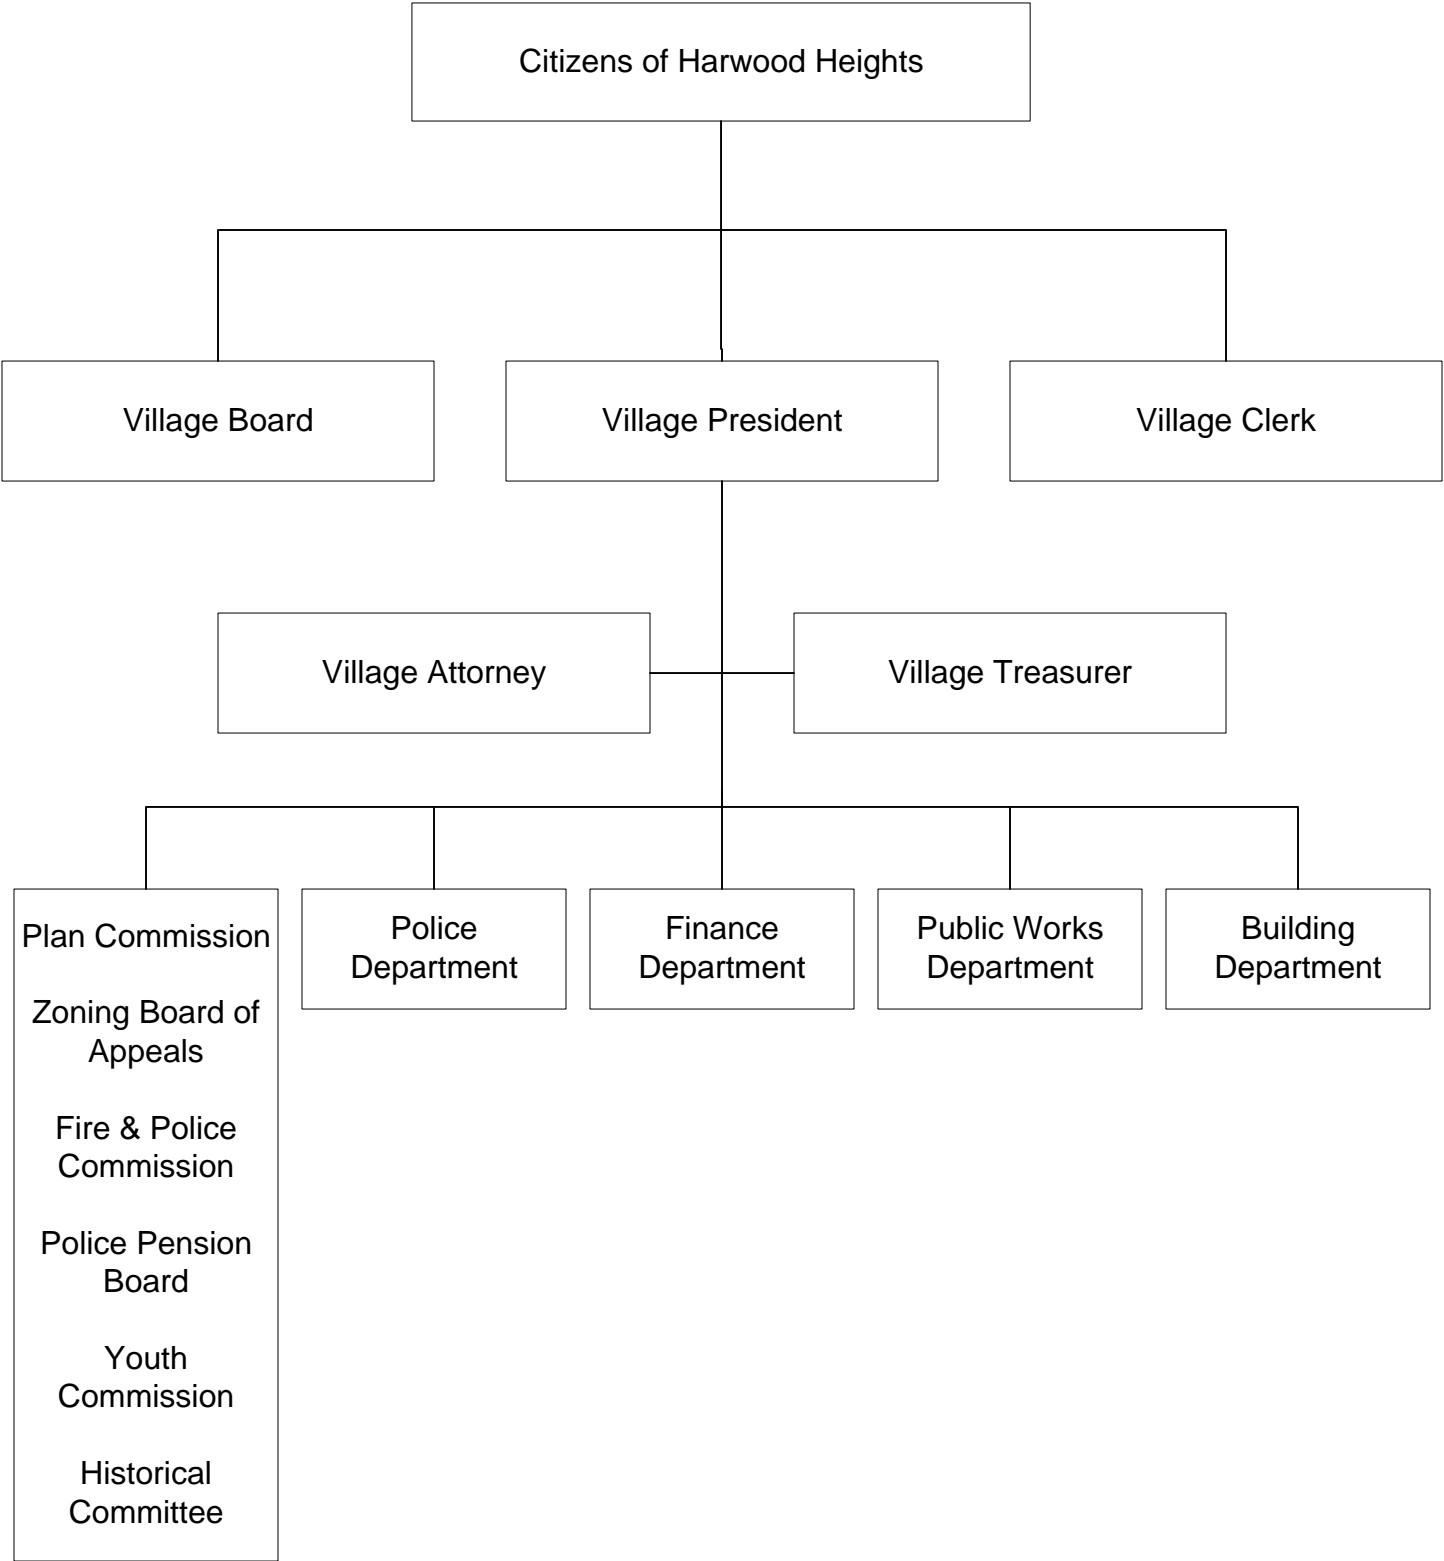 Citizens of Harwood Heights
Village Board
Village President
Village Clerk
Village Attorney
Village Treasurer
Plan Commission
Zoning Board of
Appeals
Fire & Police
Commission
Police Pension
Board
Youth
Commission
Historical
Committee
Police
Department
Finance
Department
Public Works
Department
Building
Department